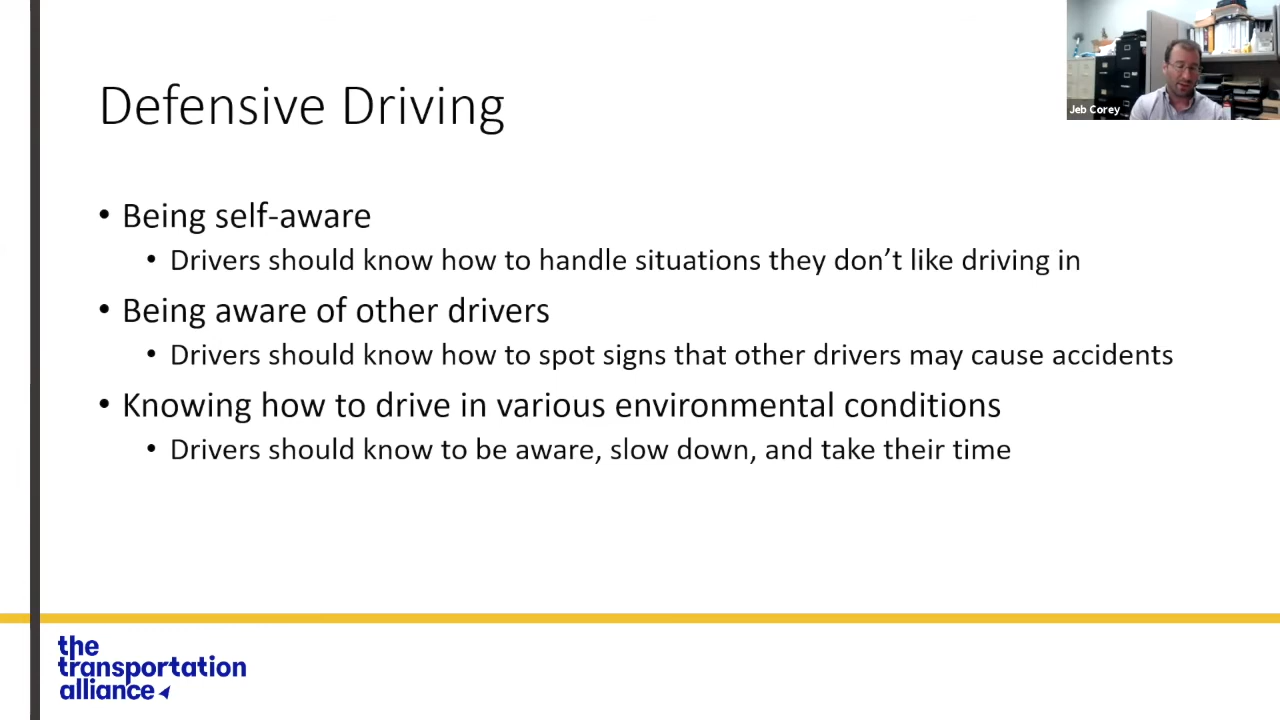 Defensive Driving
• Being self-aware
• Drivers should know how to handle situations they don’t like driving in
• Being aware of other drivers
• Drivers should know how to spot signs that other drivers may cause accidents
• Knowing how to drive in various environmental conditions
• Drivers should know to be aware, slow down, and take their time
Jeb Corey
the
transportation
alliance